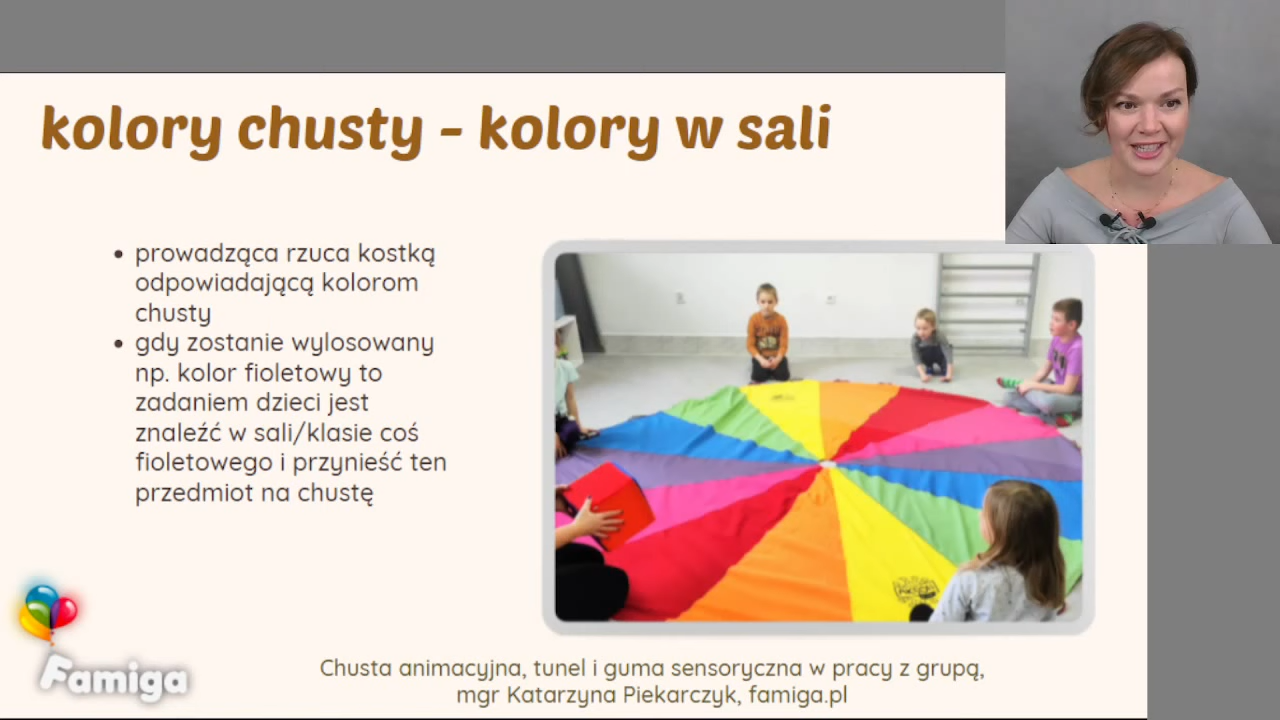 kolory chusty - kolory w sali
prowadząca rzuca kostką
odpowiadającą kolorom
chusty
gdy zostanie wylosowany
np. kolor fioletowy to
zadaniem dzieci jest
znaleźć w sali/klasie coś
fioletowego i przynieść ten
przedmiot na chustę
Famiga
Chusta animacyjna, tunel i guma sensoryczna w pracy z grupą,
mgr Katarzyna Piekarczyk, famiga.pl